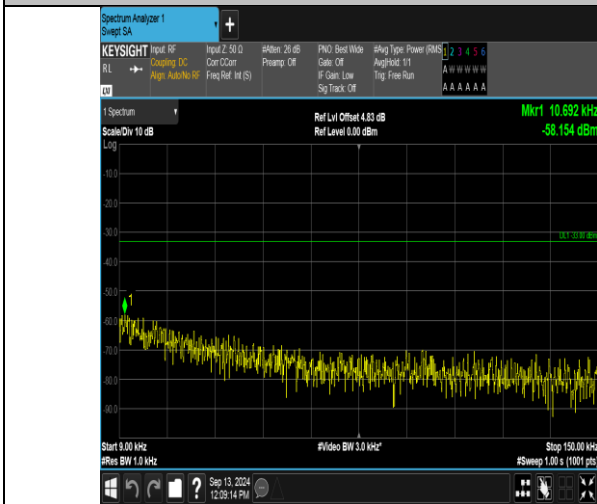 Spectrum Analyzer 1
Swept SA
+
KEYSIGHT
RL
Input: RF
Coupling: DC
Align: Auto/No RF
Input Z: 50 Ω
Corr CCorr
Freq Ref: Int (S)
#Atten: 26 dB
Preamp: Off
PNO: Best Wide
Gate: Off
IF Gain: Low
Sig Track: Off
#Avg Type: Power (RMS
Avg|Hold: 1/1
Trig: Free Run
1 2 3 4 5 6
A W W W W W
A A A A A A
1 Spectrum
Scale/Div 10 dB
Log
Ref Lvl Offset 4.83 dB
Ref Level 0.00 dBm
Mkr1 10.692 kHz
-58.154 dBm
-10.0
-20.0
-30.0
DL1 -33.00 dBm
-40.0
-50.0
1
-60.0
-70.0
-80.0
-90.0
Start 9.00 kHz
#Res BW 1.0 kHz
#Video BW 3.0 kHz*
Stop 150.00 kHz
#Sweep 1.00 s (1001 pts)
?
Sep 13, 2024
12:09:14 PM